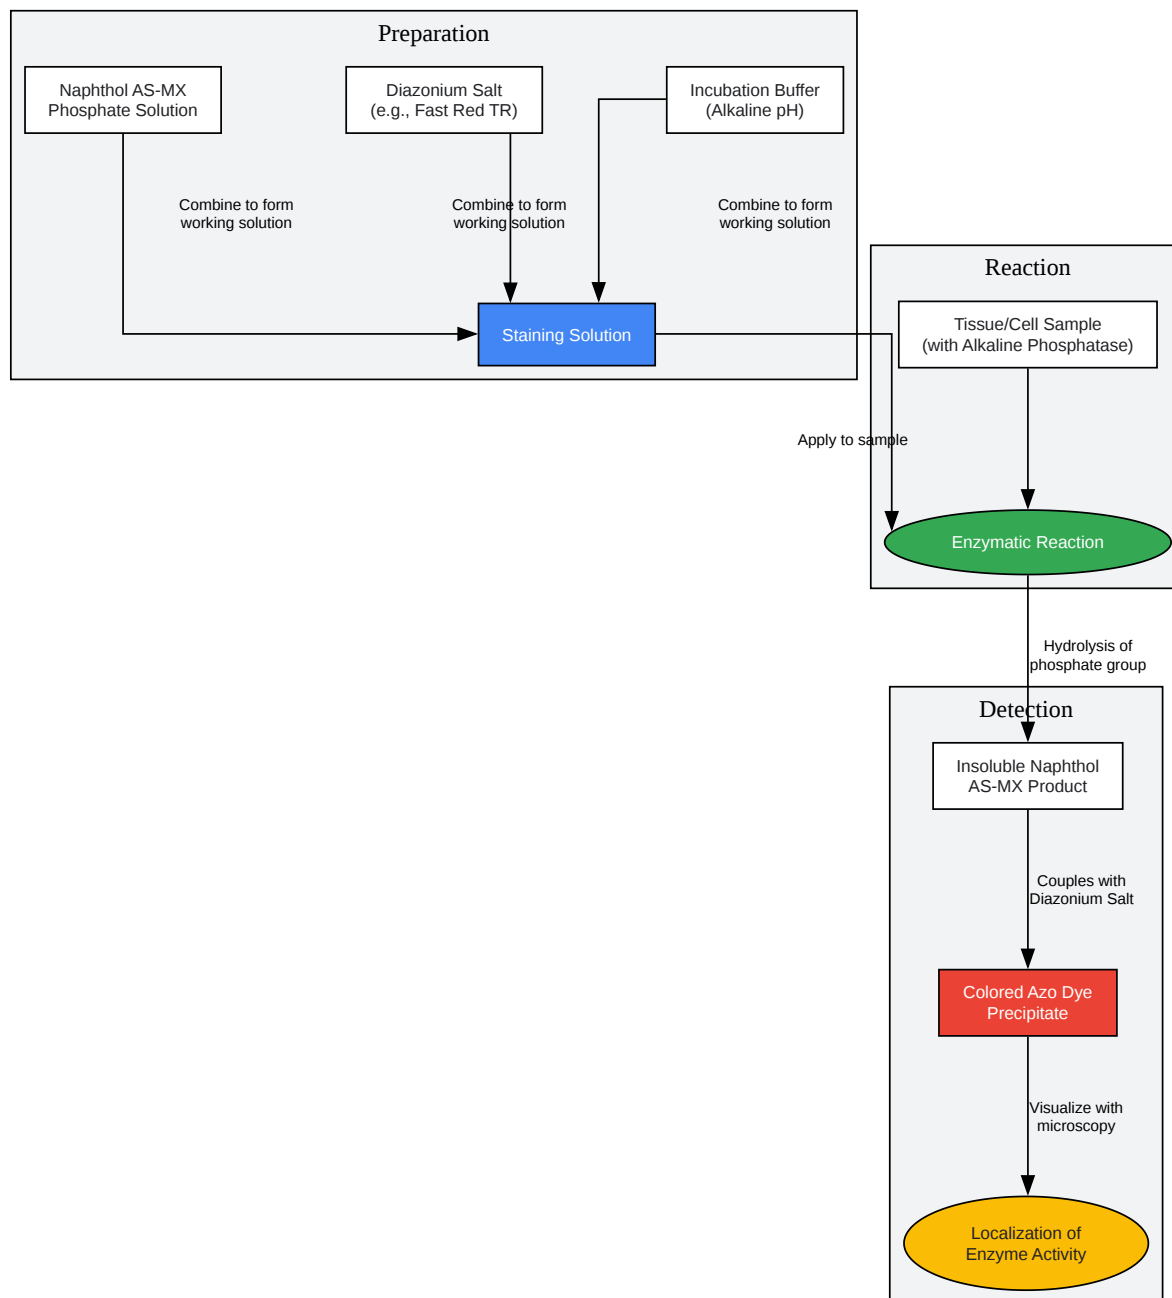 Preparation
Naphthol AS-MX
Phosphate Solution
Diazonium Salt
(e.g., Fast Red TR)
Incubation Buffer
(Alkaline pH)
Combine to form
working solution
Combine to form
working solution
Combine to form
working solution
Staining Solution
Reaction
Tissue/Cell Sample
(with Alkaline Phosphatase)
Apply to sample
Enzymatic Reaction
Hydrolysis of
phosphate group
Detection
Insoluble Naphthol
AS-MX Product
Couples with
Diazonium Salt
Colored Azo Dye
Precipitate
Visualize with
microscopy
Localization of
Enzyme Activity